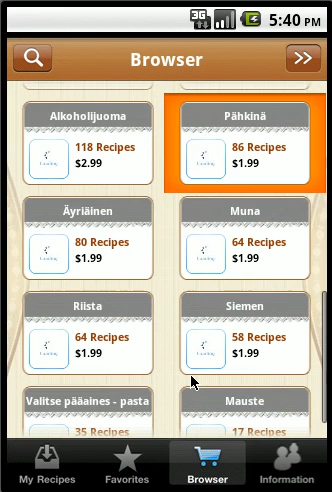 3G 5:40 PM
Browser
Alkoholijuoma
118 Recipes
$2.99
Pähkinä
86 Recipes
$1.99
Äyriäinen
80 Recipes
$1.99
Muna
64 Recipes
$1.99
Riista
64 Recipes
$1.99
Siemen
58 Recipes
$1.99
Valitse pääaines - pasta
35 Recipes
Mauste
17 Recipes
My Recipes
Favorites
Browser
Information